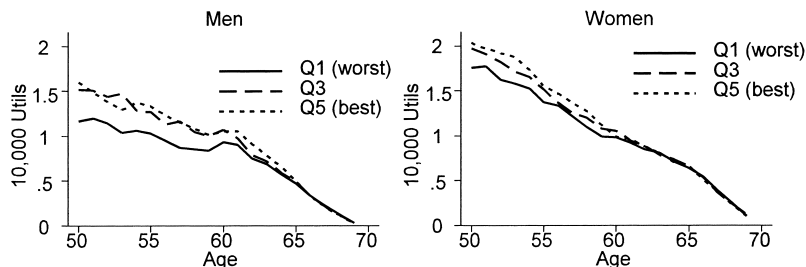 Men
10,000 Utils
2
1.5
1
.5
0
50 55 60 65 70
Age
Q1 (worst)
Q3
Q5 (best)
Women
10,000 Utils
2
1.5
1
.5
0
50 55 60 65 70
Age
Q1 (worst)
Q3
Q5 (best)